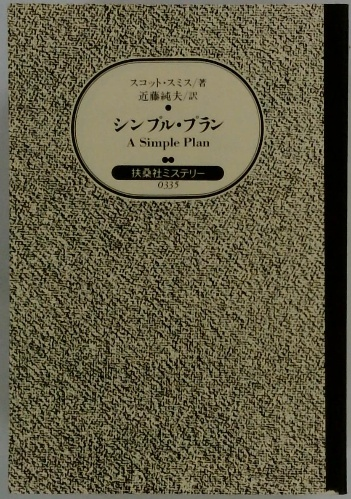 スコット・スミス/著
近藤純夫/訳
シンプル・プラン
A Simple Plan
扶桑社ミステリー
0335